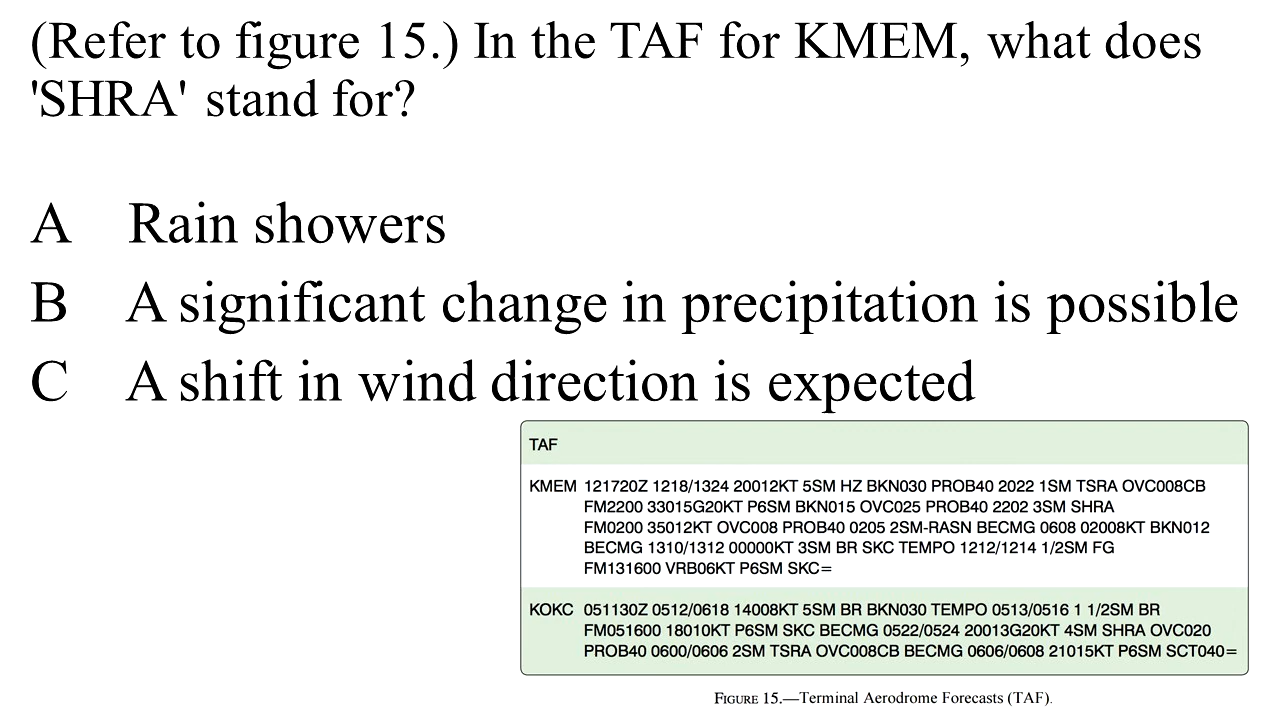 (Refer to figure 15.) In the TAF for KMEM, what does
'SHRA' stand for?
A Rain showers
B A significant change in precipitation is possible
C A shift in wind direction is expected
TAF
KMEM 121720Z 1218/1324 20012KT 5SM HZ BKN030 PROB40 2022 1SM TSRA OVC008CB
FM2200 33015G20KT P6SM BKN015 OVC025 PROB40 2202 3SM SHRA
FM0200 35012KT OVC008 PROB40 0205 2SM-RASN BECMG 0608 02008KT BKN012
BECMG 1310/1312 00000KT 3SM BR SKC TEMPO 1212/1214 1/2SM FG
FM131600 VRB06KT P6SM SKC=
KOKC 051130Z 0512/0618 14008KT 5SM BR BKN030 TEMPO 0513/0516 1 1/2SM BR
FM051600 18010KT P6SM SKC BECMG 0522/0524 20013G20KT 4SM SHRA OVC020
PROB40 0600/0606 2SM TSRA OVC008CB BECMG 0606/0608 21015KT P6SM SCT040=
FIGURE 15.—Terminal Aerodrome Forecasts (TAF).